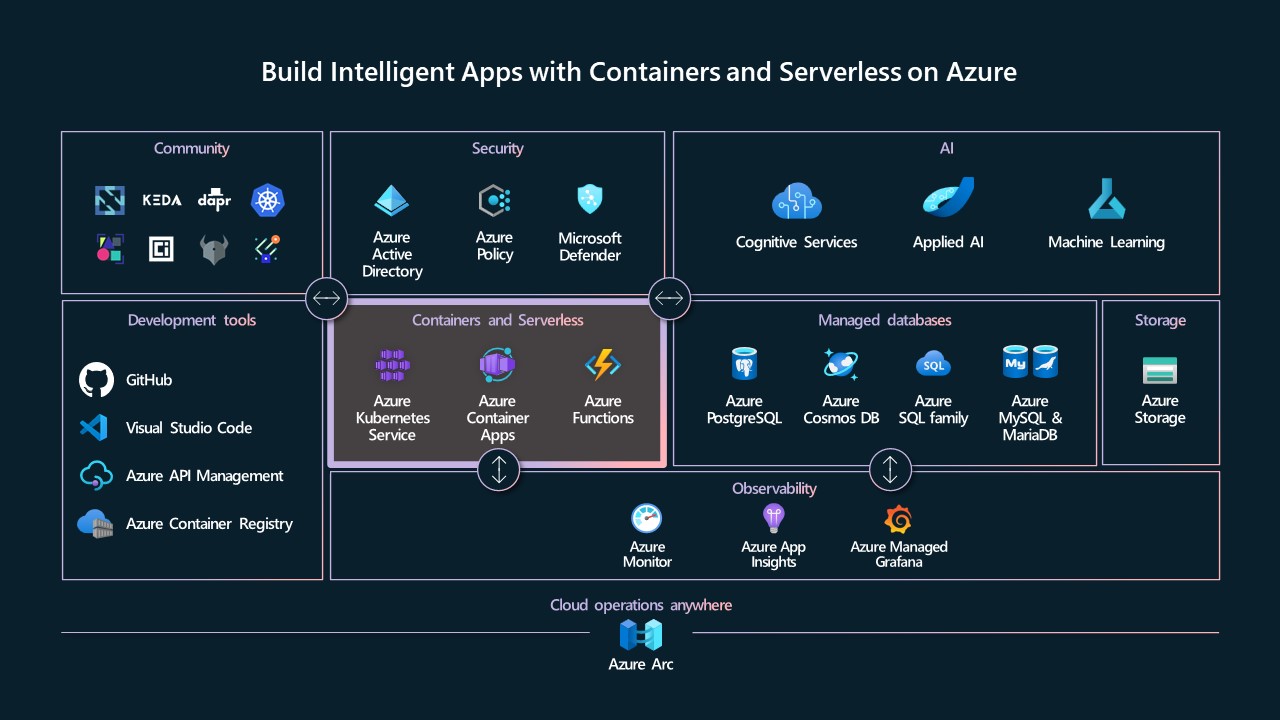 Build Intelligent Apps with Containers and Serverless on Azure
Community
KEDA
dapr
Ci
Security
Azure
Active
Directory
Azure
Policy
Microsoft
Defender
AI
Cognitive Services
Applied AI
Machine Learning
Development tools
GitHub
Visual Studio Code
Azure API Management
Azure Container Registry
Containers and Serverless
Azure
Kubernetes
Service
Azure
Container
Apps
Azure
Functions
Managed databases
Azure
PostgreSQL
Azure
Cosmos DB
SQL
Azure
SQL family
My
Azure
MySQL &
MariaDB
Storage
Azure
Storage
Observability
Azure
Monitor
Azure App
Insights
Azure Managed
Grafana
Cloud operations anywhere
Azure Arc